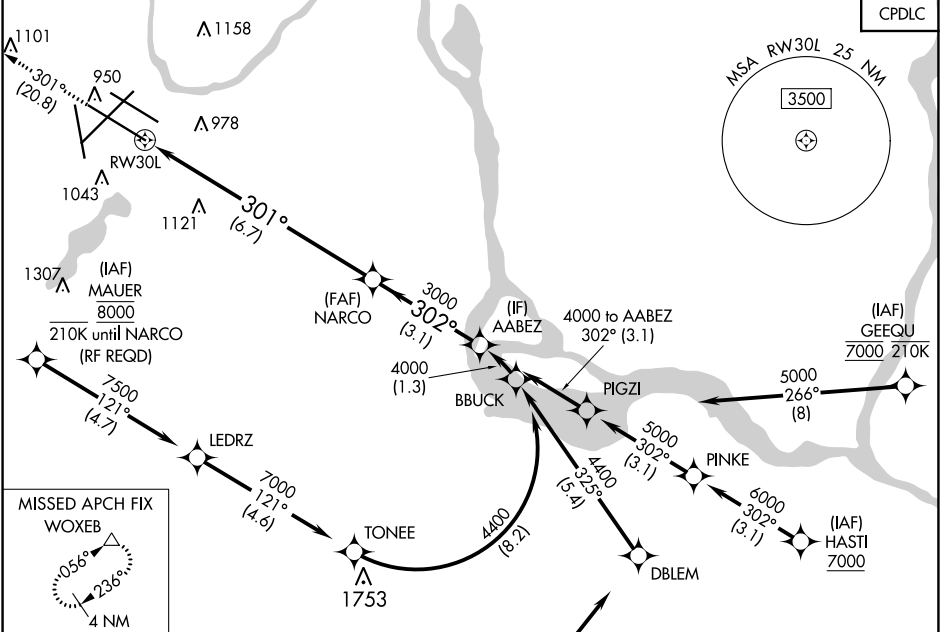 CPDLC
1101
1158
301°
(20.8)
950
978
RW30L
1043
1121
MSA RW30L 25 NM
3500
301°
(6.7)
1307
(IAF)
MAUER
8000
210K until NARCO
(RF REQD)
(FAF)
NARCO
3000
302°
(3.1)
(IF)
AABEZ
4000 to AABEZ
302° (3.1)
(IAF)
GEEQU
7000 210K
4000
(1.3)
BBUCK
PIGZI
5000
266°
(8)
7500
121°
(4.7)
LEDRZ
5000
302°
(3.1)
PINKE
4400
325°
(5.4)
7000
121°
(4.6)
6000
302°
(3.1)
(IAF)
HASTI
7000
TONEE
4400
(8.2)
DBLEM
1753
MISSED APCH FIX
WOXEB
056°
236°
4 NM